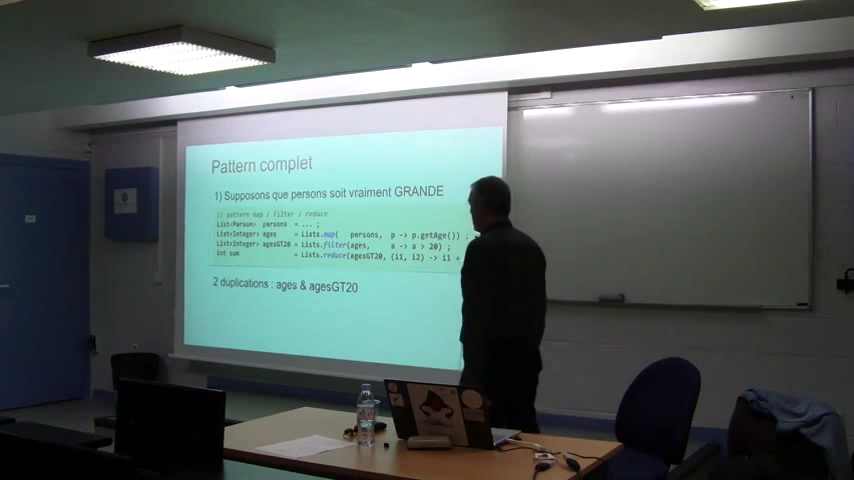 Pattern complet
1) Supposons que persons soit vraiment GRANDE
// pattern map / filter / reduce
List<Person> persons = ... ;
List<Integer> ages = Lists.map( persons, p -> p.getAge()) ;
List<Integer> agesGT20 = Lists.filter(ages, a -> a > 20) ;
int sum = Lists.reduce(agesGT20, (i1, i2) -> i1 +
2 duplications : ages & agesGT20